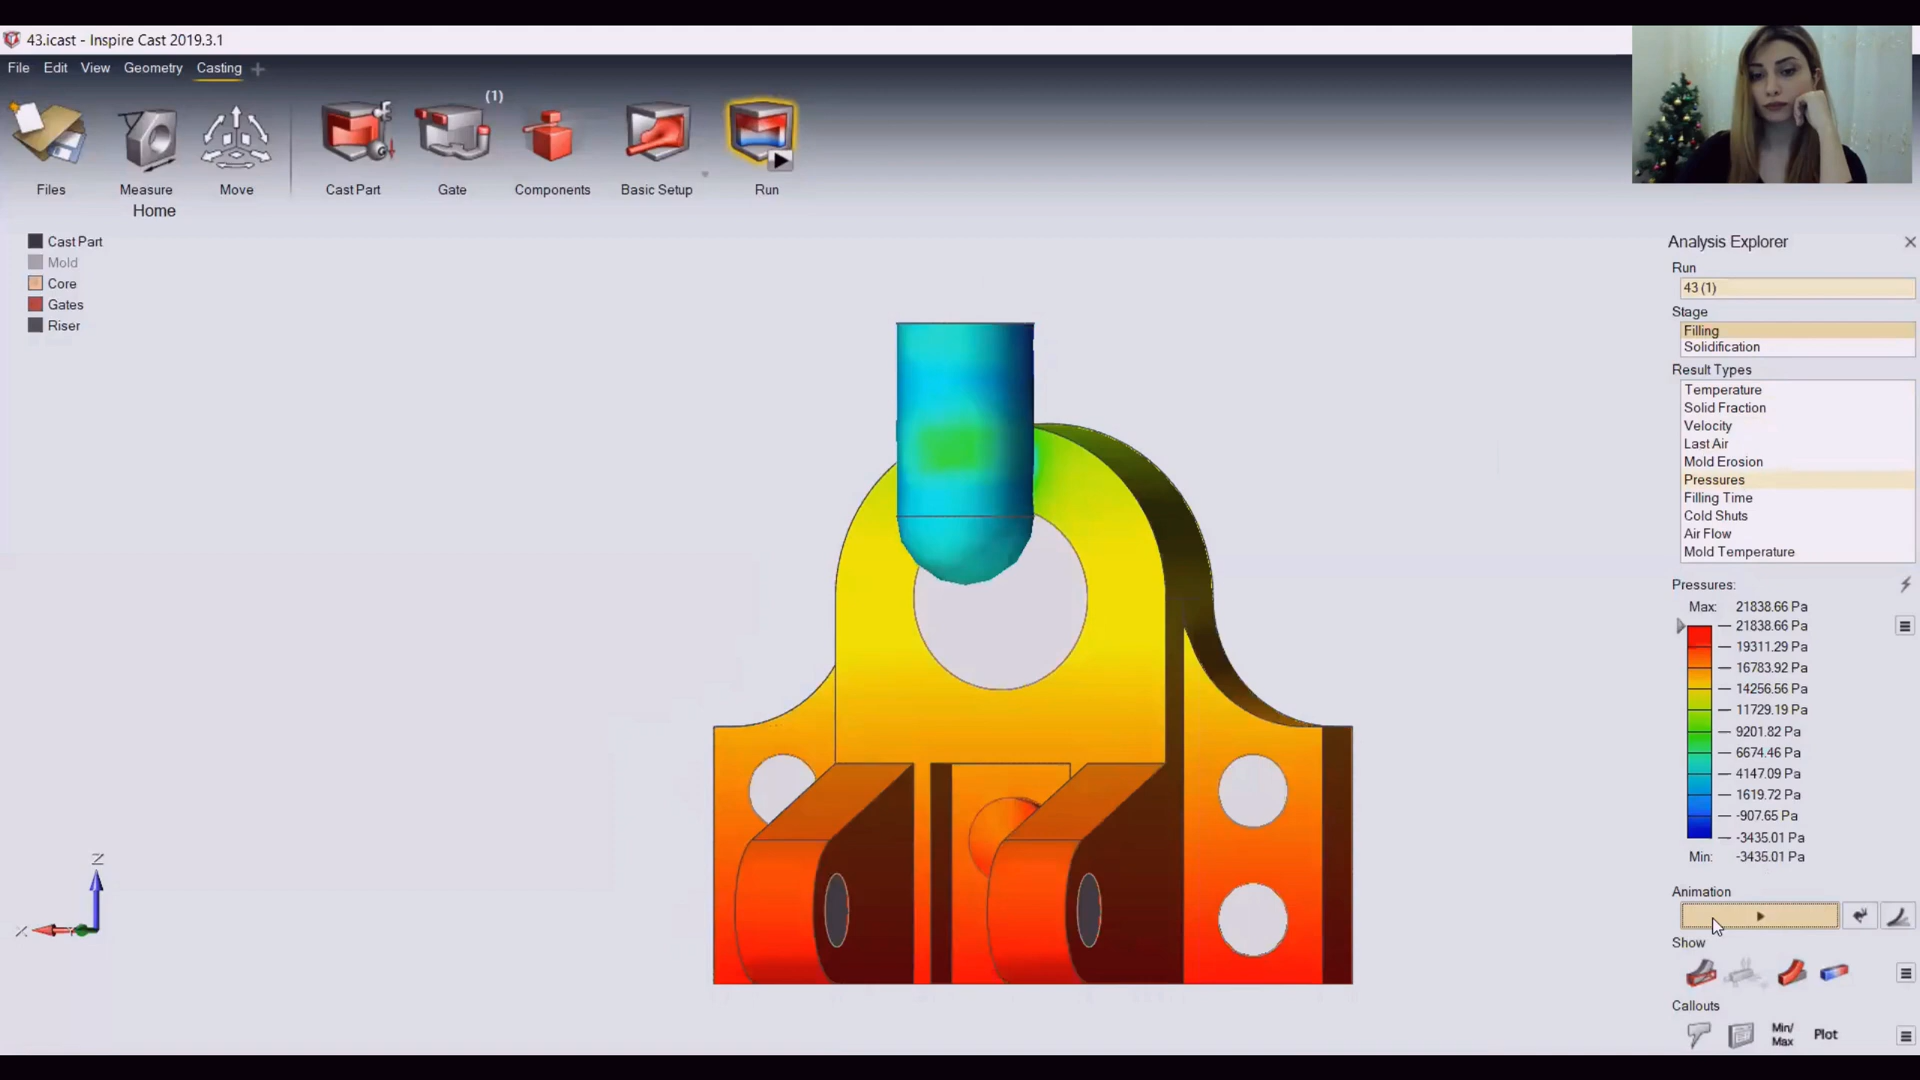 43.icast - Inspire Cast 2019.3.1
File Edit View Geometry Casting
(1)
Files Measure Move Cast Part Gate Components Basic Setup Run
Home
Cast Part
Mold
Core
Gates
Riser
Z
X
Analysis Explorer
Run
43 (1)
Stage
Filling
Solidification
Result Types
Temperature
Solid Fraction
Velocity
Last Air
Mold Erosion
Pressures
Filling Time
Cold Shuts
Air Flow
Mold Temperature
Pressures:
Max: 21838.66 Pa
21838.66 Pa
19311.29 Pa
16783.92 Pa
14256.56 Pa
11729.19 Pa
9201.82 Pa
6674.46 Pa
4147.09 Pa
1619.72 Pa
-907.65 Pa
-3435.01 Pa
Min: -3435.01 Pa
Animation
Show
Callouts
Min/
Max
Plot